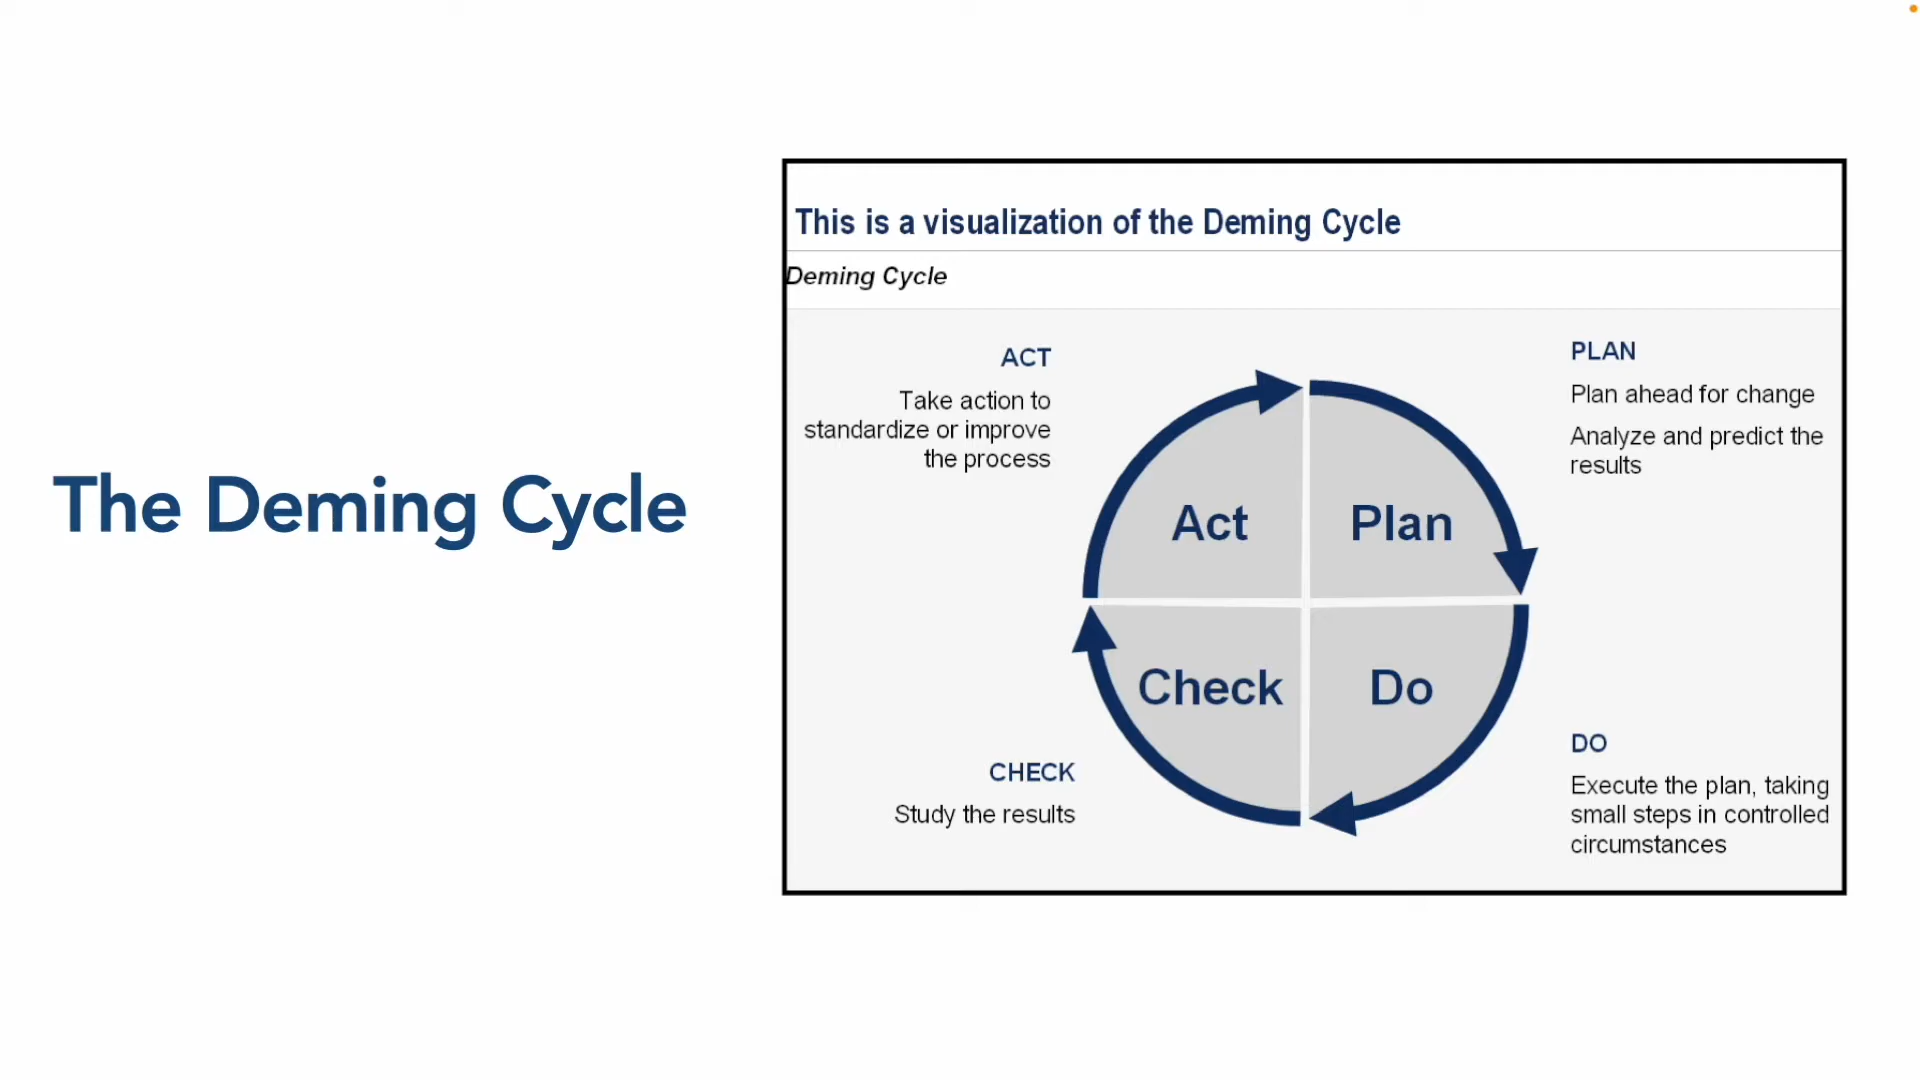 The Deming Cycle
This is a visualization of the Deming Cycle
Deming Cycle
ACT
Take action to
standardize or improve
the process
PLAN
Plan ahead for change
Analyze and predict the
results
Act
Plan
Check
Do
CHECK
Study the results
DO
Execute the plan, taking
small steps in controlled
circumstances